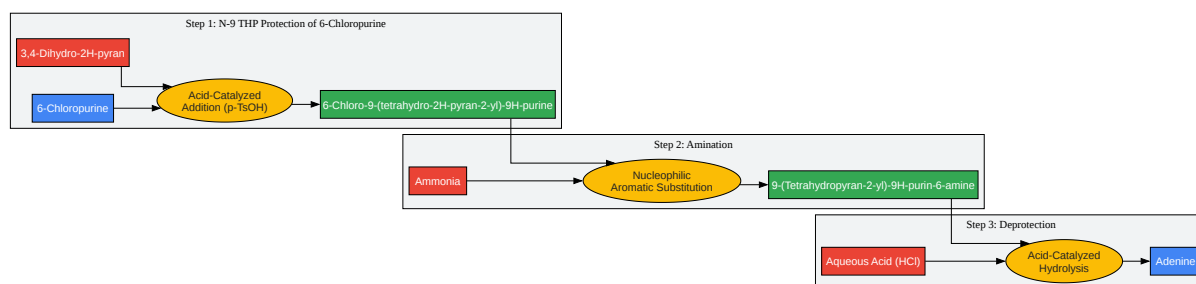 Step 1: N-9 THP Protection of 6-Chloropurine
3,4-Dihydro-2H-pyran
6-Chloropurine
Acid-Catalyzed
Addition (p-TsOH)
6-Chloro-9-(tetrahydro-2H-pyran-2-yl)-9H-purine
Step 2: Amination
Ammonia
Nucleophilic
Aromatic Substitution
9-(Tetrahydropyran-2-yl)-9H-purin-6-amine
Step 3: Deprotection
Aqueous Acid (HCl)
Acid-Catalyzed
Hydrolysis
Adenine